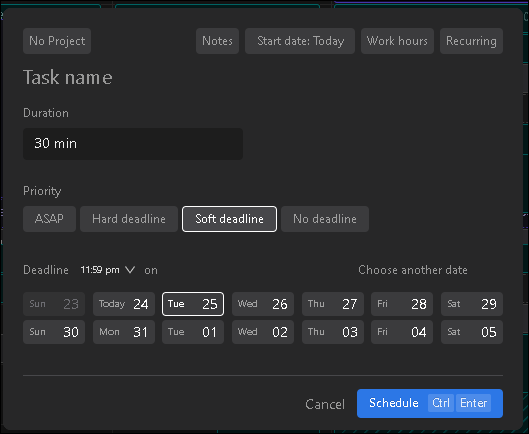 No Project Notes Start date: Today Work hours Recurring
Task name
Duration
30 min
Priority
ASAP Hard deadline Soft deadline No deadline
Deadline 11:59 pm on Choose another date
Sun 23 Today 24 Tue 25 Wed 26 Thu 27 Fri 28 Sat 29
Sun 30 Mon 31 Tue 01 Wed 02 Thu 03 Fri 04 Sat 05
Cancel Schedule Ctrl Enter